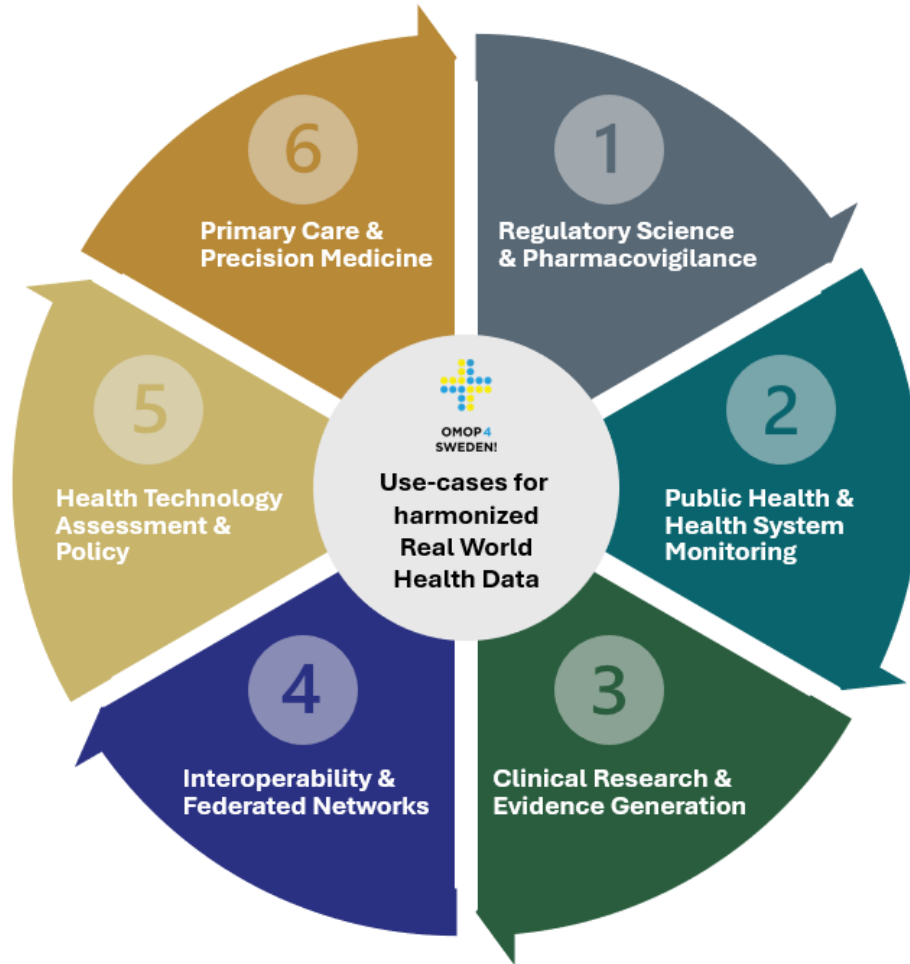 OMOP4
SWEDEN!
Use-cases for
harmonized
Real World
Health Data
1
Regulatory Science
& Pharmacovigilance
2
Public Health &
Health System
Monitoring
3
Clinical Research &
Evidence Generation
4
Interoperability &
Federated Networks
5
Health Technology
Assessment &
Policy
6
Primary Care &
Precision Medicine